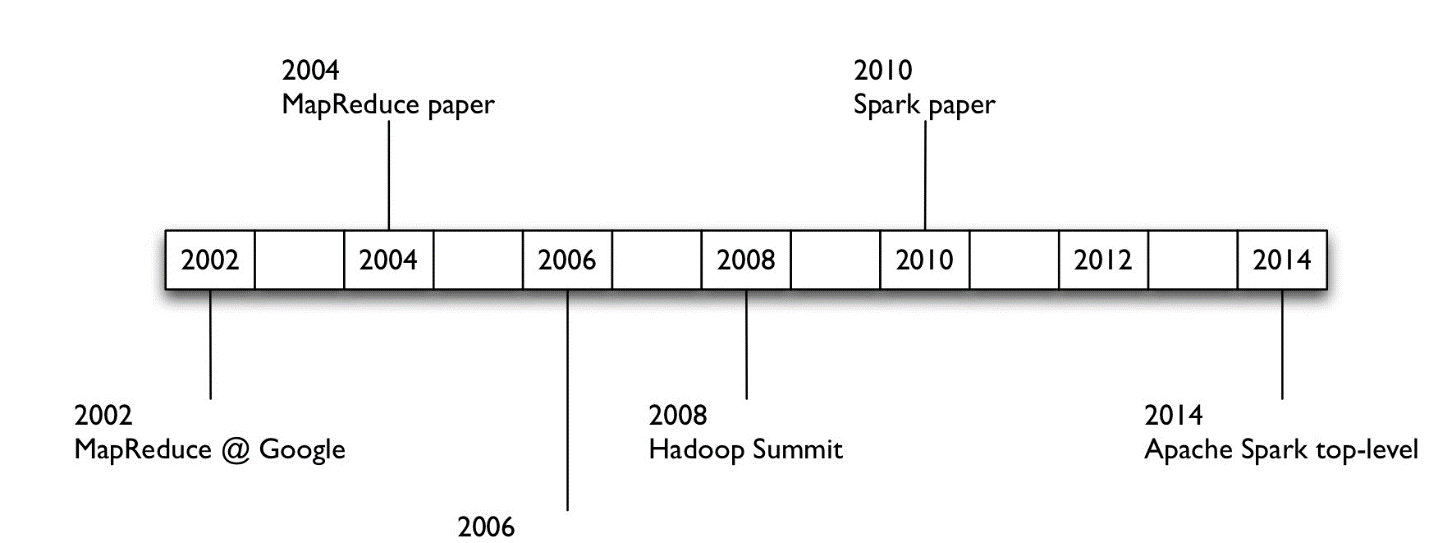 2004
MapReduce paper
2010
Spark paper
2002 2004 2006 2008 2010 2012 2014
2002
MapReduce @ Google
2008
Hadoop Summit
2014
Apache Spark top-level
2006